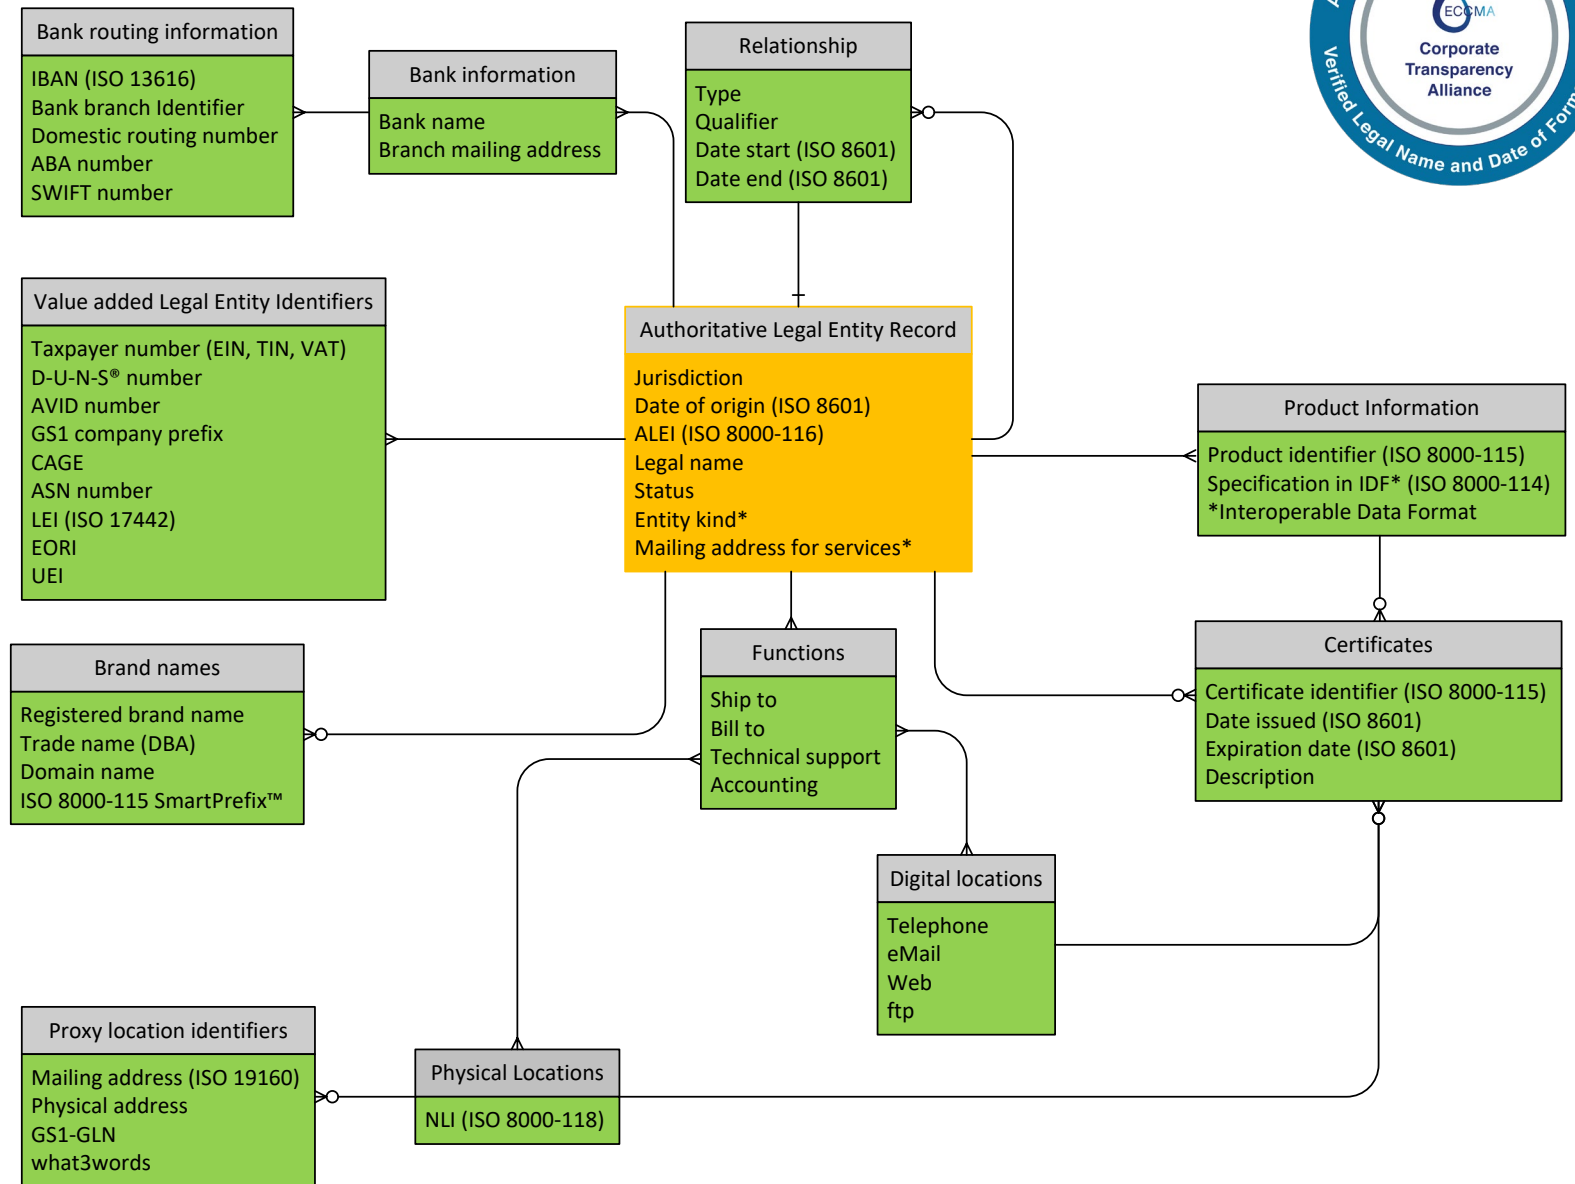 Bank routing information
IBAN (ISO 13616)
Bank branch Identifier
Domestic routing number
ABA number
SWIFT number
Bank information
Bank name
Branch mailing address
Relationship
Type
Qualifier
Date start (ISO 8601)
Date end (ISO 8601)
ECCMA
Corporate
Transparency
Alliance
Verified Legal Name and Date of
Value added Legal Entity Identifiers
Taxpayer number (EIN, TIN, VAT)
D-U-N-S® number
AVID number
GS1 company prefix
CAGE
ASN number
LEI (ISO 17442)
EORI
UEI
Authoritative Legal Entity Record
Jurisdiction
Date of origin (ISO 8601)
ALEI (ISO 8000-116)
Legal name
Status
Entity kind*
Mailing address for services*
Product Information
Product identifier (ISO 8000-115)
Specification in IDF* (ISO 8000-114)
*Interoperable Data Format
Brand names
Registered brand name
Trade name (DBA)
Domain name
ISO 8000-115 SmartPrefix™
Functions
Ship to
Bill to
Technical support
Accounting
Certificates
Certificate identifier (ISO 8000-115)
Date issued (ISO 8601)
Expiration date (ISO 8601)
Description
Digital locations
Telephone
eMail
Web
ftp
Proxy location identifiers
Mailing address (ISO 19160)
Physical address
GS1-GLN
what3words
Physical Locations
NLI (ISO 8000-118)